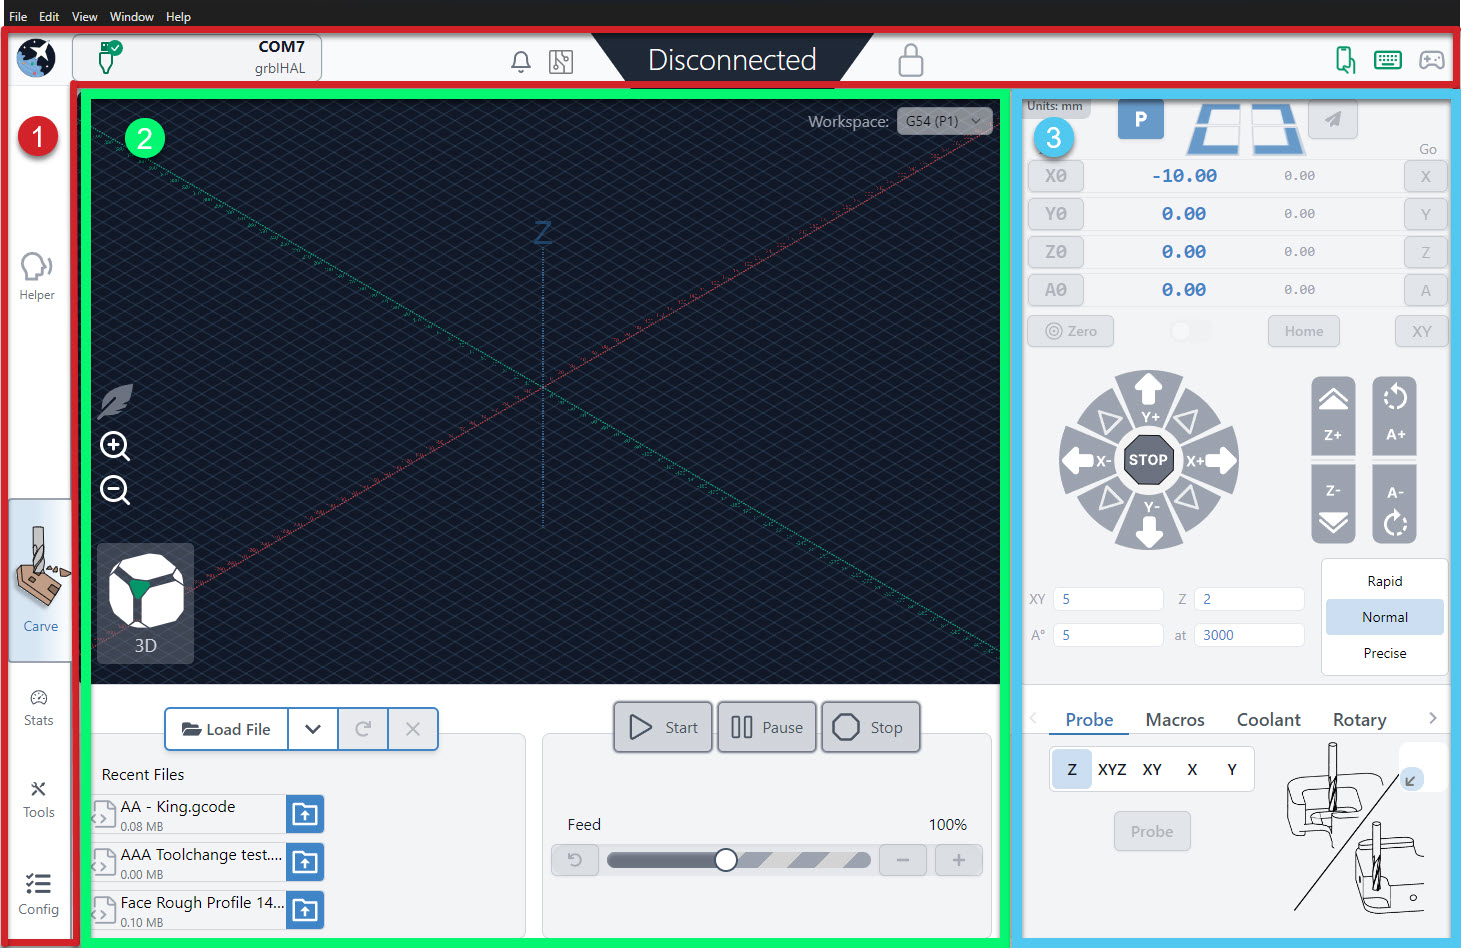 File Edit View Window Help
COM7
grblHAL
Disconnected
1
Helper
Carve
Stats
Tools
Config
2
Workspace: G54 (P1)
Z
3D
Load File
Recent Files
AA - King.gcode
0.08 MB
AAA Toolchange test....
0.00 MB
Face Rough Profile 14...
0.10 MB
Start Pause Stop
Feed 100%
Units: mm
3
P
Go
X0 -10.00 0.00 X
Y0 0.00 0.00 Y
Z0 0.00 0.00 Z
A0 0.00 0.00 A
Zero Home XY
Y+
X- STOP X+
Y-
Z+ A+
Z- A-
XY 5 Z 2
A° 5 at 3000
Rapid
Normal
Precise
Probe Macros Coolant Rotary
Z XYZ XY X Y
Probe